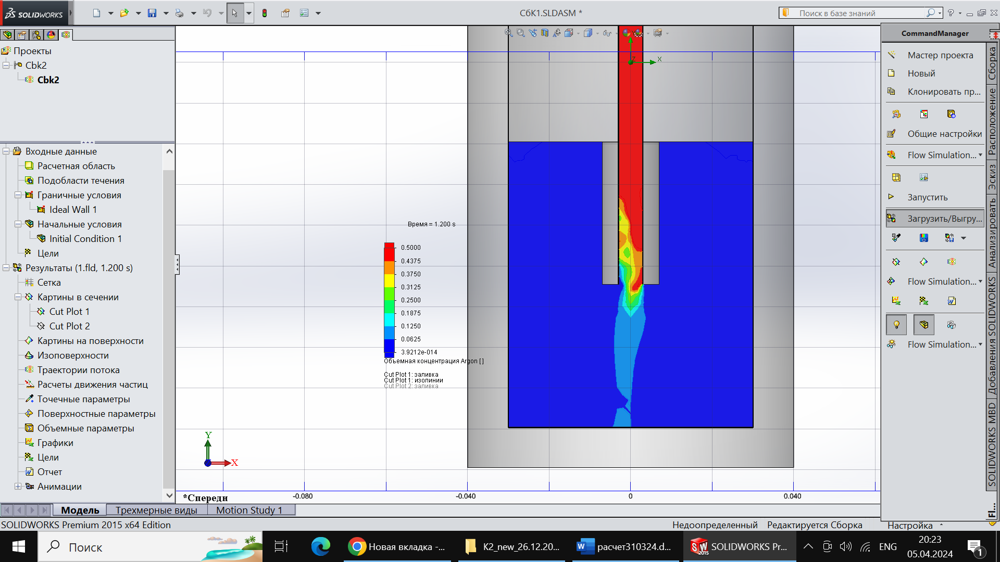 SOLIDWORKS
СбК1.SLDASM *
Поиск в базе знаний
?
CommandManager
Проекты
Cbk2
Cbk2
Входные данные
Расчетная область
Подобласти течения
Граничные условия
Ideal Wall 1
Начальные условия
Initial Condition 1
Цели
Результаты (1.fld, 1.200 s)
Сетка
Картины в сечении
Cut Plot 1
Cut Plot 2
Картины на поверхности
Изоповерхности
Траектории потока
Расчеты движения частиц
Точечные параметры
Поверхностные параметры
Объемные параметры
Графики
Цели
Отчет
Анимации
Z
X
Время = 1.200 s
0.5000
0.4375
0.3750
0.3125
0.2500
0.1875
0.1250
0.0625
3.9212e-014
Объемная концентрация Argon [ ]
Cut Plot 1: заливка
Cut Plot 1: изолинии
Cut Plot 2: заливка
Y
X
*Спереди
-0.080
-0.040
0
0.040
Мастер проекта
Новый
Клонировать пр...
Общие настройки
Flow Simulation...
Запустить
Загрузить/Выгру...
Flow Simulation...
Flow Simulation...
Сборка
Расположение
Эскиз
Анализировать
Добавления SOLIDWORKS
SOLIDWORKS MBD
Fl...
Модель
Трехмерные виды
Motion Study 1
SOLIDWORKS Premium 2015 x64 Edition
Недоопределенный
Редактируется Сборка
Настройка
Поиск
Новая вкладка -...
K2_new_26.12.20...
расчет310324.d...
SOLIDWORKS Pr...
ENG
20:23
05.04.2024
1